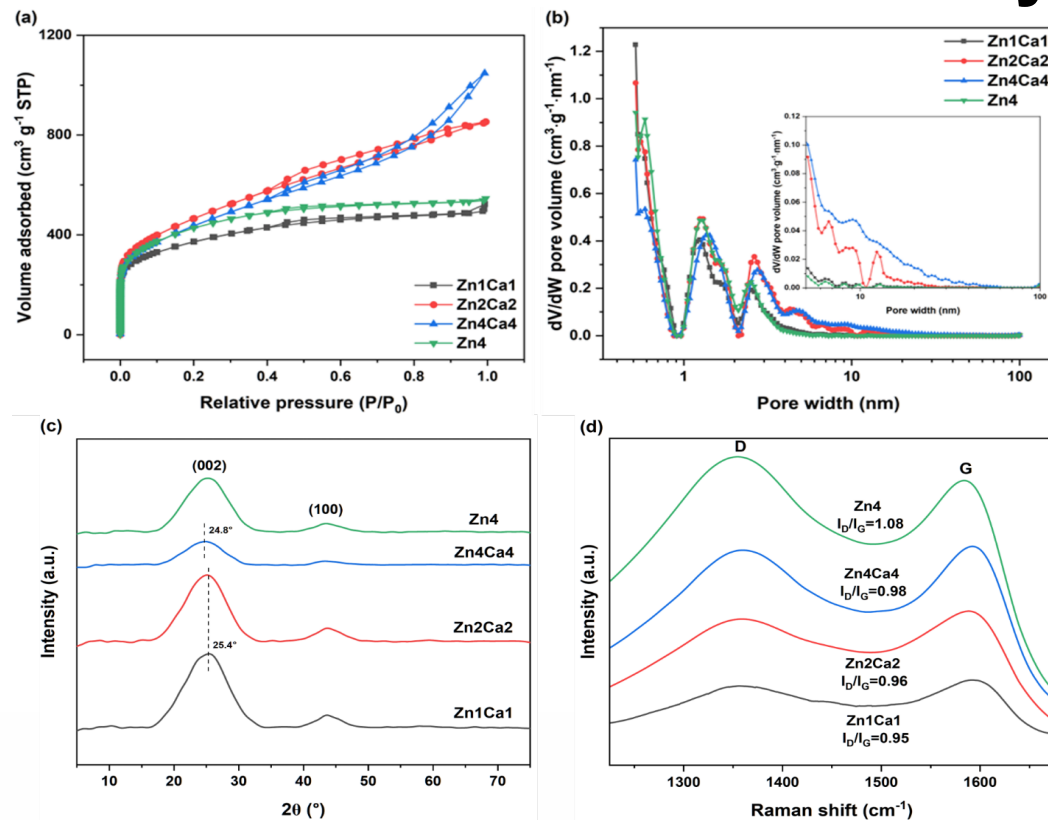 (a)
1200
800
400
0
Volume adsorbed (cm³ g⁻¹ STP)
Zn1Ca1
Zn2Ca2
Zn4Ca4
Zn4
0.0 0.2 0.4 0.6 0.8 1.0
Relative pressure (P/P₀)
(b)
1.2
1.0
0.8
0.6
0.4
0.2
0.0
dV/dW pore volume (cm³·g⁻¹·nm⁻¹)
Zn1Ca1
Zn2Ca2
Zn4Ca4
Zn4
0.12
0.10
0.08
0.06
0.04
0.02
0.00
dV/dW pore volume (cm³·g⁻¹·nm⁻¹)
10 100
Pore width (nm)
1 10 100
Pore width (nm)
(c)
(002)
(100)
Zn4
24.8°
Zn4Ca4
Zn2Ca2
25.4°
Zn1Ca1
Intensity (a.u.)
10 20 30 40 50 60 70
2θ (°)
(d)
D
G
Zn4
I_D/I_G=1.08
Zn4Ca4
I_D/I_G=0.98
Zn2Ca2
I_D/I_G=0.96
Zn1Ca1
I_D/I_G=0.95
Intensity (a.u.)
1300 1400 1500 1600
Raman shift (cm⁻¹)